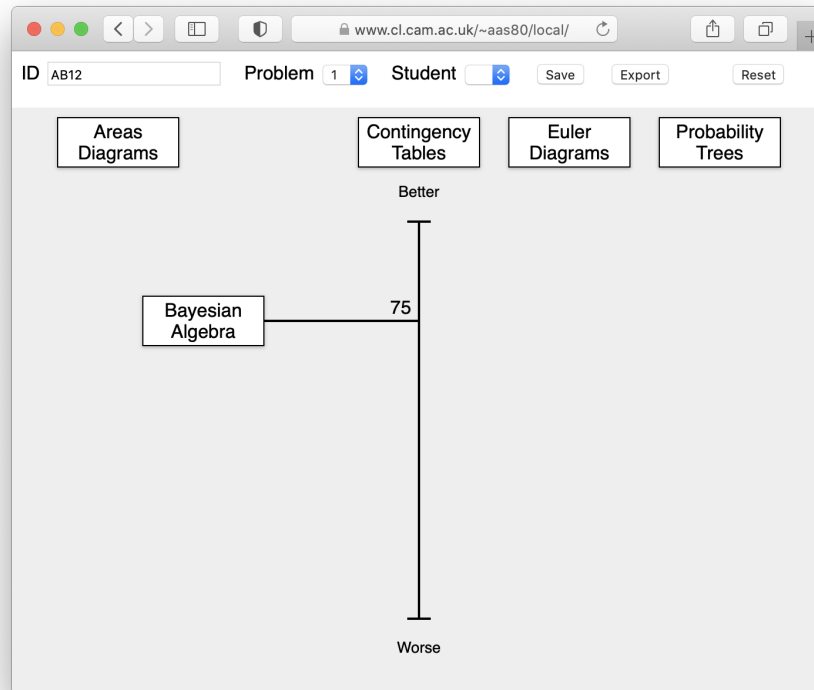 www.cl.cam.ac.uk/~aas80/local/
ID AB12 Problem 1 Student Save Export Reset
Areas
Diagrams
Contingency
Tables
Euler
Diagrams
Probability
Trees
Better
75
Bayesian
Algebra
Worse